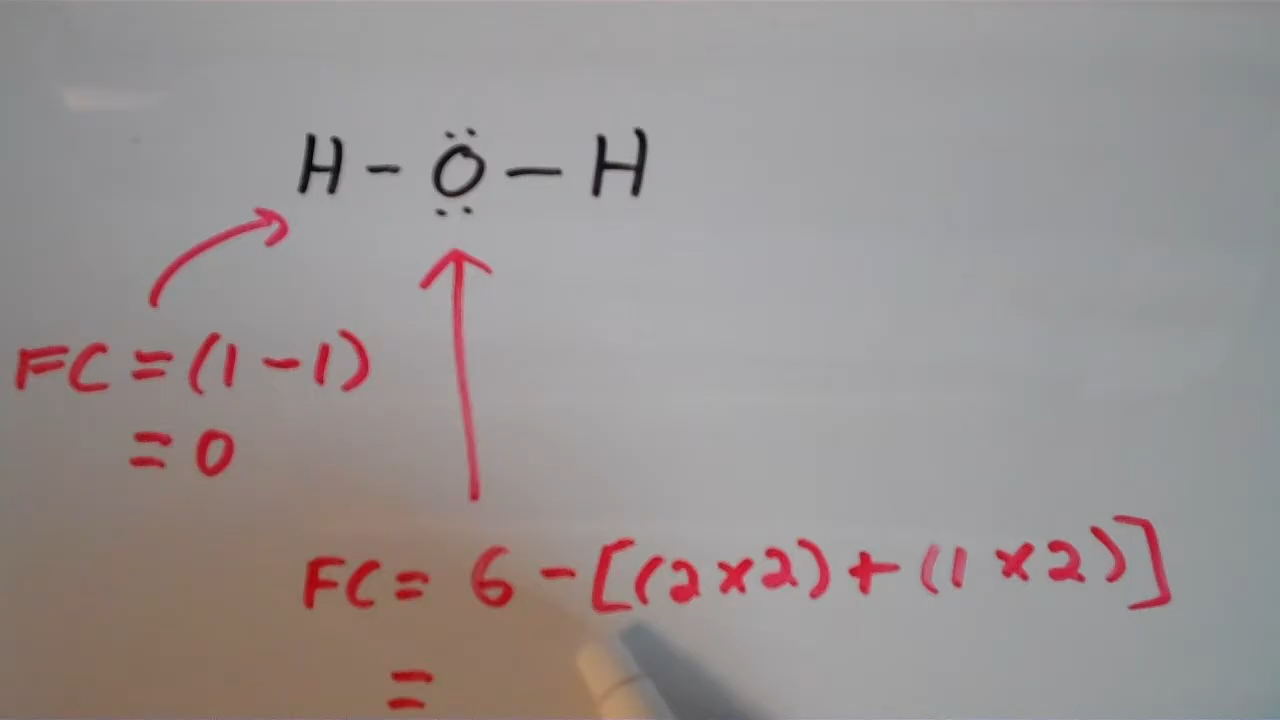 H - Ö̤ - H
FC = (1 - 1)
= 0
FC = 6 - [(2 × 2) + (1 × 2)]
=